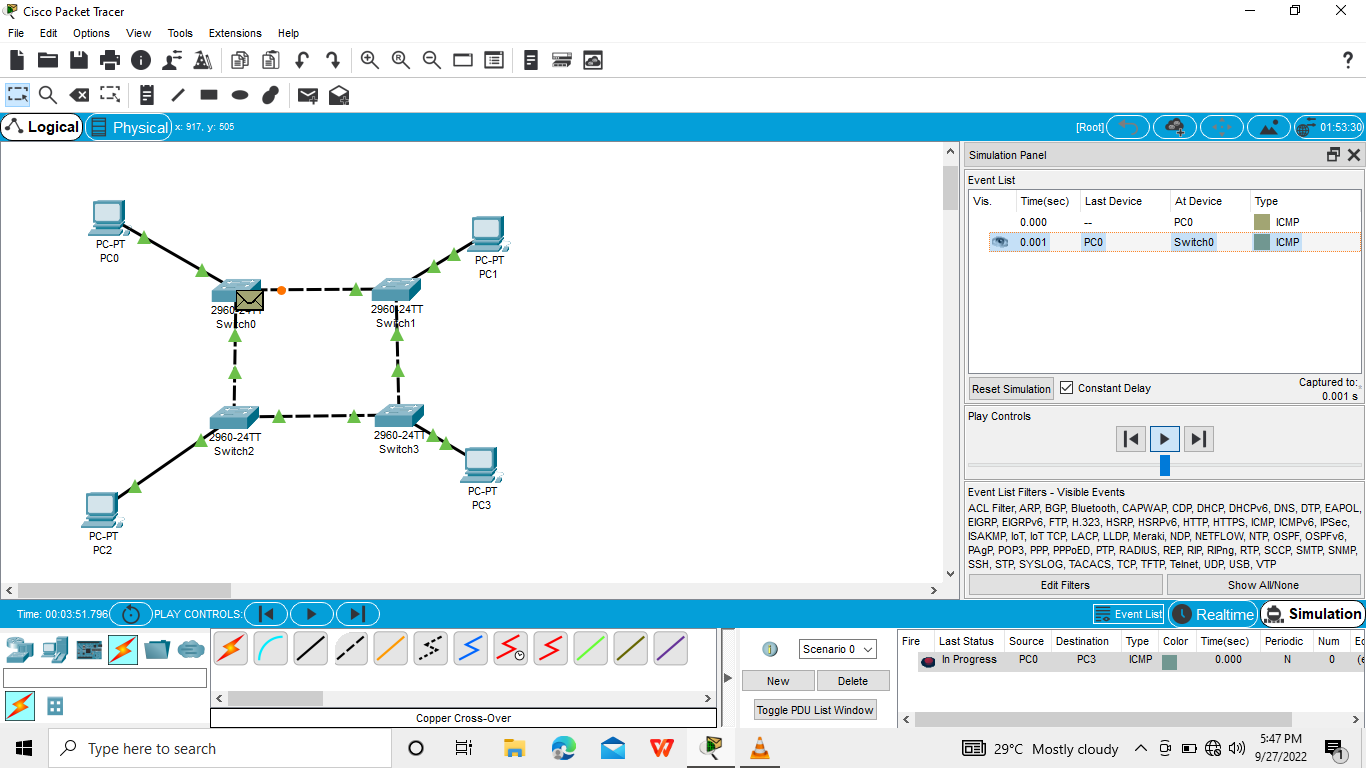 Cisco Packet Tracer
File Edit Options View Tools Extensions Help
?
Logical Physical x: 917, y: 505 [Root] 01:53:30
PC-PT
PC0
PC-PT
PC1
2960-24TT
Switch0
2960-24TT
Switch1
2960-24TT
Switch2
2960-24TT
Switch3
PC-PT
PC3
PC-PT
PC2
Simulation Panel
Event List
Vis. Time(sec) Last Device At Device Type
0.000 -- PC0 ICMP
0.001 PC0 Switch0 ICMP
Reset Simulation Constant Delay Captured to:
0.001 s
Play Controls
Event List Filters - Visible Events
ACL Filter, ARP, BGP, Bluetooth, CAPWAP, CDP, DHCP, DHCPv6, DNS, DTP, EAPOL,
EIGRP, EIGRPv6, FTP, H.323, HSRP, HSRPv6, HTTP, HTTPS, ICMP, ICMPv6, IPSec,
ISAKMP, IoT, IoT TCP, LACP, LLDP, Meraki, NDP, NETFLOW, NTP, OSPF, OSPFv6,
PAgP, POP3, PPP, PPPoED, PTP, RADIUS, REP, RIP, RIPng, RTP, SCCP, SMTP, SNMP,
SSH, STP, SYSLOG, TACACS, TCP, TFTP, Telnet, UDP, USB, VTP
Edit Filters Show All/None
Time: 00:03:51.796 PLAY CONTROLS: Event List Realtime Simulation
Scenario 0
New Delete
Toggle PDU List Window
Fire Last Status Source Destination Type Color Time(sec) Periodic Num Ed
In Progress PC0 PC3 ICMP 0.000 N 0 (e
Copper Cross-Over
Type here to search
29°C Mostly cloudy
5:47 PM
9/27/2022
1